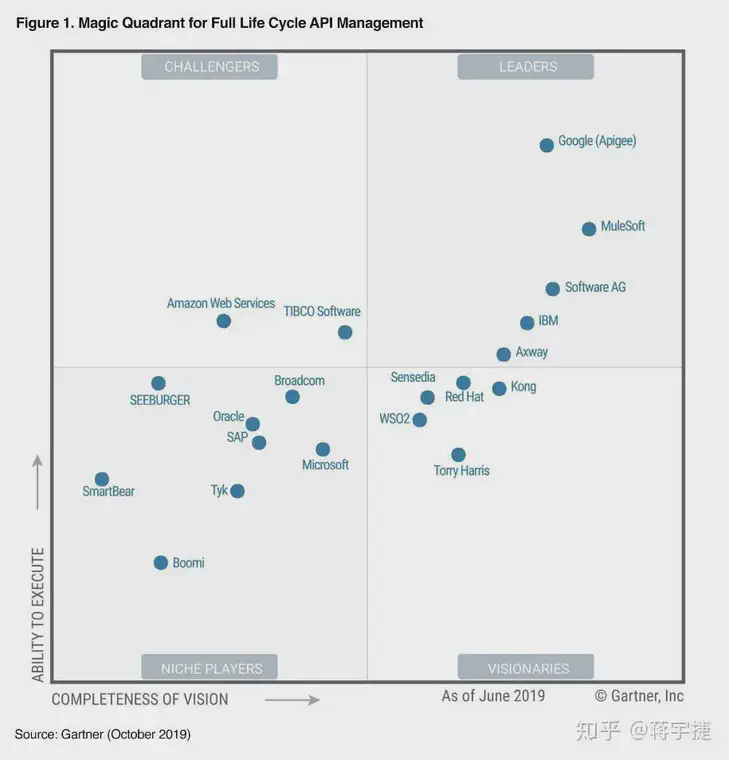 Figure 1. Magic Quadrant for Full Life Cycle API Management
CHALLENGERS
LEADERS
Google (Apigee)
MuleSoft
Software AG
Amazon Web Services
TIBCO Software
IBM
Axway
Sensedia
Kong
Red Hat
Broadcom
SEEBURGER
Oracle
WSO2
SAP
Microsoft
Torry Harris
SmartBear
Tyk
Boomi
ABILITY TO EXECUTE
NICHE PLAYERS
VISIONARIES
COMPLETENESS OF VISION
As of June 2019
© Gartner, Inc
Source: Gartner (October 2019)
知乎 @蒋宇捷